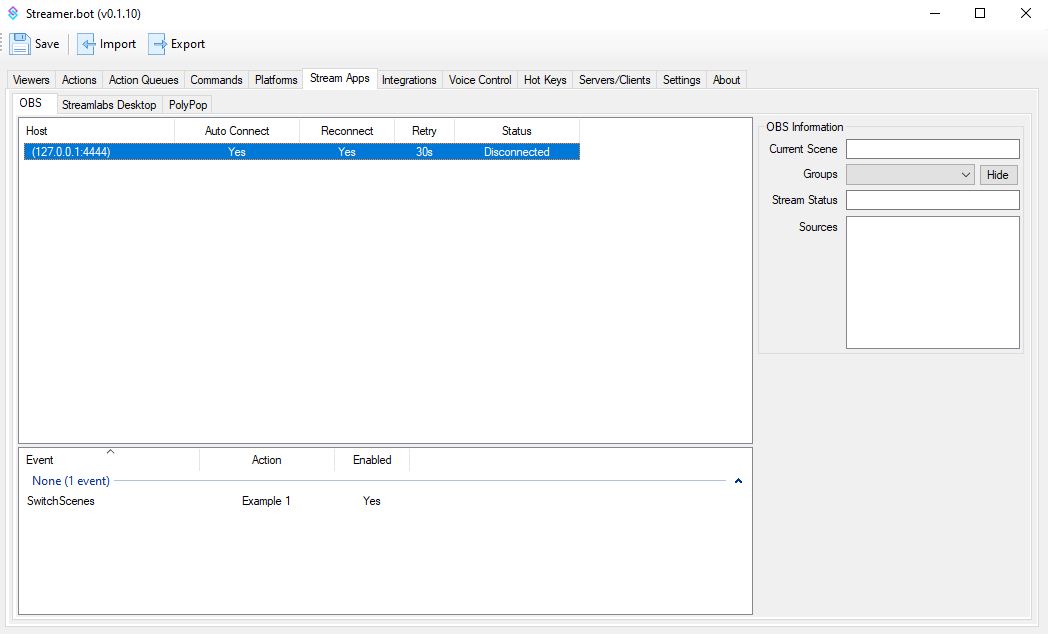 Streamer.bot (v0.1.10)
Save Import Export
Viewers Actions Action Queues Commands Platforms Stream Apps Integrations Voice Control Hot Keys Servers/Clients Settings About
OBS Streamlabs Desktop PolyPop
Host Auto Connect Reconnect Retry Status
(127.0.0.1:4444) Yes Yes 30s Disconnected
OBS Information
Current Scene
Groups Hide
Stream Status
Sources
Event Action Enabled
None (1 event)
SwitchScenes Example 1 Yes